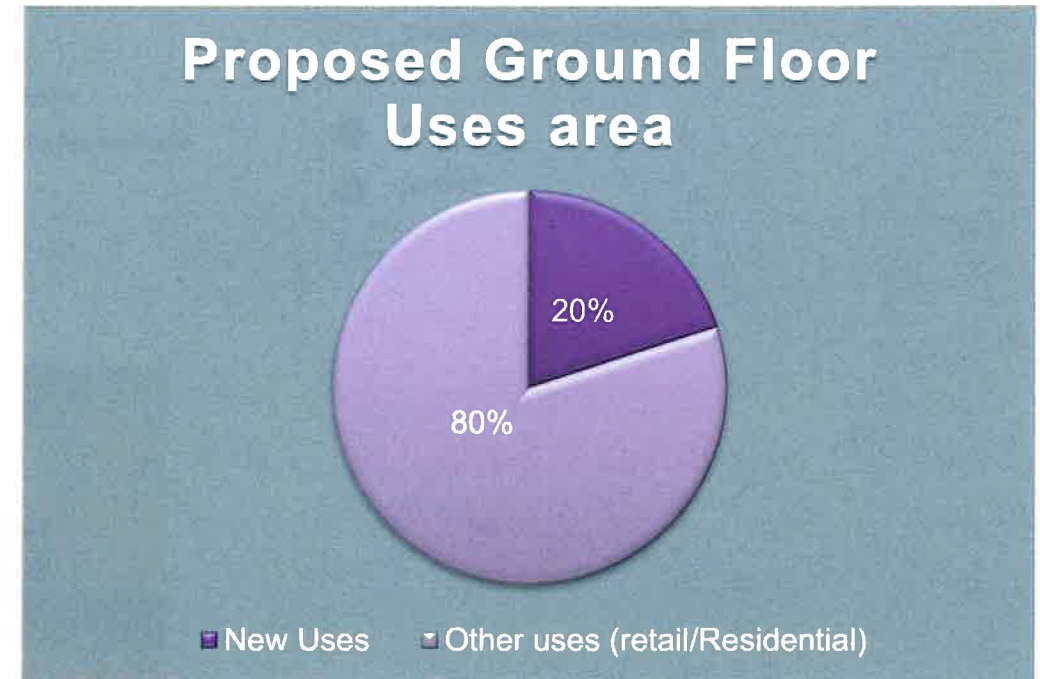 Proposed Ground Floor
Uses area
20%
80%
New Uses
Other uses (retail/Residential)